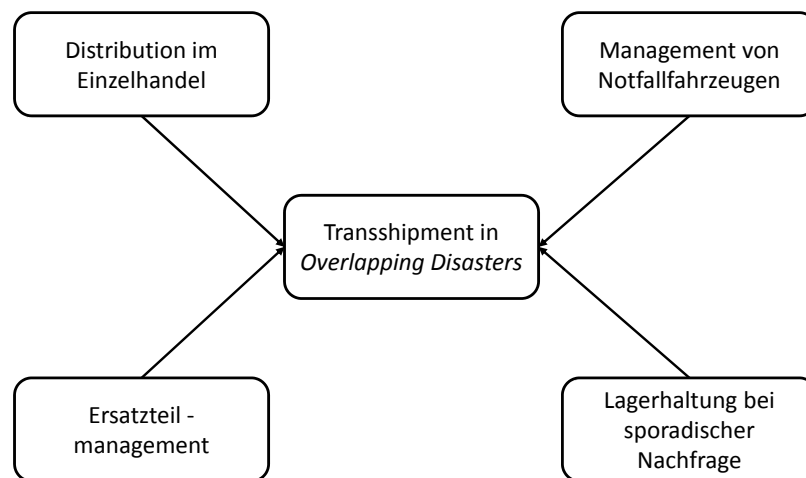 Distribution im
Einzelhandel
Management von
Notfallfahrzeugen
Transshipment in
Overlapping Disasters
Ersatzteil -
management
Lagerhaltung bei
sporadischer
Nachfrage